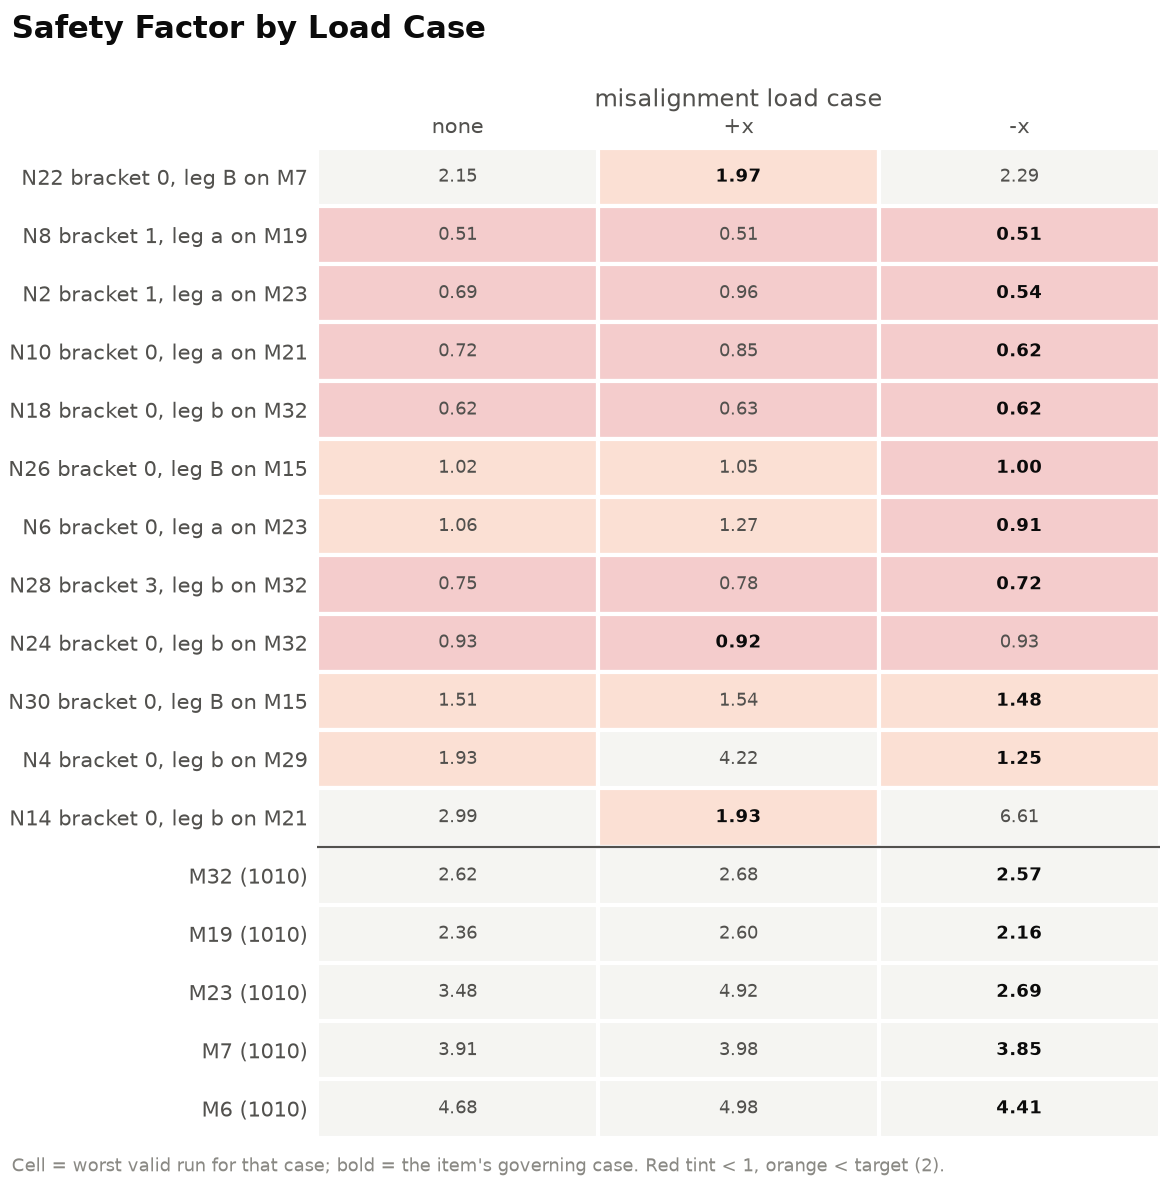 Safety Factor by Load Case
misalignment load case
none +x -x
N22 bracket 0, leg B on M7 2.15 1.97 2.29
N8 bracket 1, leg a on M19 0.51 0.51 0.51
N2 bracket 1, leg a on M23 0.69 0.96 0.54
N10 bracket 0, leg a on M21 0.72 0.85 0.62
N18 bracket 0, leg b on M32 0.62 0.63 0.62
N26 bracket 0, leg B on M15 1.02 1.05 1.00
N6 bracket 0, leg a on M23 1.06 1.27 0.91
N28 bracket 3, leg b on M32 0.75 0.78 0.72
N24 bracket 0, leg b on M32 0.93 0.92 0.93
N30 bracket 0, leg B on M15 1.51 1.54 1.48
N4 bracket 0, leg b on M29 1.93 4.22 1.25
N14 bracket 0, leg b on M21 2.99 1.93 6.61
M32 (1010) 2.62 2.68 2.57
M19 (1010) 2.36 2.60 2.16
M23 (1010) 3.48 4.92 2.69
M7 (1010) 3.91 3.98 3.85
M6 (1010) 4.68 4.98 4.41
Cell = worst valid run for that case; bold = the item's governing case. Red tint < 1, orange < target (2).